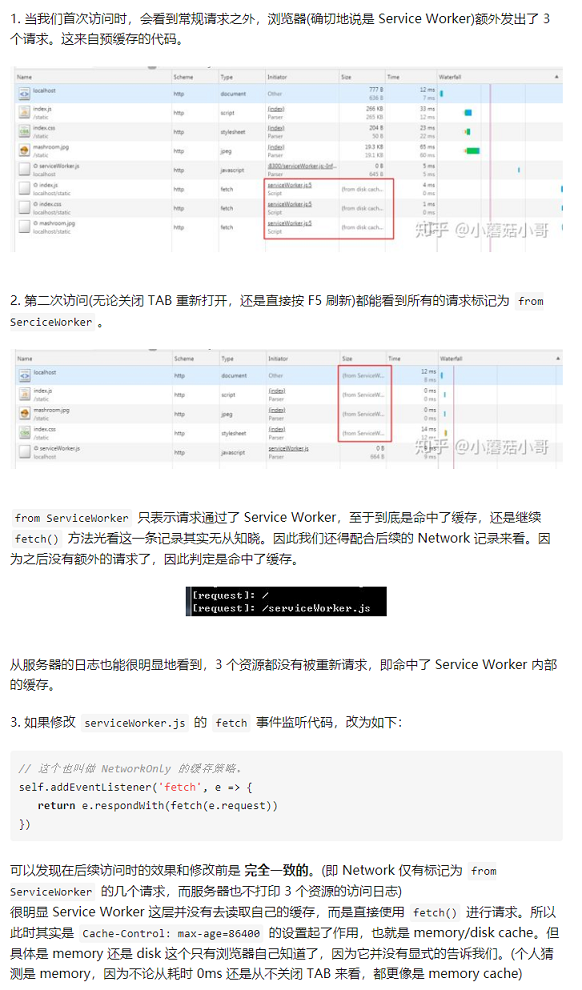 1. 当我们首次访问时，会看到常规请求之外，浏览器(确切地说是 Service Worker)额外发出了 3
个请求。这来自预缓存的代码。
Name Scheme Type Initiator Size Time Waterfall
localhost http document Other 777 B 12 ms
636 B 7 ms
index.js http script (index) 266 KB 33 ms
/static Parser 265 KB 12 ms
index.css http stylesheet (index) 204 B 23 ms
/static Parser 50 B 22 ms
mashroom.jpg http jpeg (index) 19.3 KB 65 ms
/static Parser 19.1 KB 60 ms
serviceWorker.js http javascript 0 B 5 ms
localhost Parser 645 B 5 ms
index.js http fetch serviceWorker.js:5 (from disk cach... 4 ms
localhost/static Script 0 ms
index.css http fetch serviceWorker.js:5 (from disk cach... 1 ms
localhost/static Script 0 ms
mashroom.jpg http fetch serviceWorker.js:5 (from disk cach...
localhost/static Script
知乎 @小蘑菇小哥
2. 第二次访问(无论关闭 TAB 重新打开，还是直接按 F5 刷新)都能看到所有的请求标记为 from
SerciceWorker 。
Name Scheme Type Initiator Size Time Waterfall
localhost http document Other (from ServiceW... 12 ms
8 ms
index.js http script (index) (from ServiceW... 0 ms
/static Parser 0 ms
mashroom.jpg http jpeg (index) (from ServiceW... 0 ms
/static Parser 0 ms
index.css http stylesheet (index) (from ServiceW... 14 ms
/static Parser 12 ms
serviceWorker.js http javascript serviceWorker.js 0 B
localhost Parser 664 B
知乎 @小蘑菇小哥
from ServiceWorker 只表示请求通过了 Service Worker，至于到底是命中了缓存，还是继续
fetch() 方法光看这一条记录其实无从知晓。因此我们还得配合后续的 Network 记录来看。因
为之后没有额外的请求了，因此判定是命中了缓存。
[request]: /
[request]: /serviceWorker.js
从服务器的日志也能很明显地看到，3 个资源都没有被重新请求，即命中了 Service Worker 内部
的缓存。
3. 如果修改 serviceWorker.js 的 fetch 事件监听代码，改为如下：
// 这个也叫做 NetworkOnly 的缓存策略。
self.addEventListener('fetch', e => {
return e.respondWith(fetch(e.request))
})
可以发现在后续访问时的效果和修改前是 完全一致的。(即 Network 仅有标记为 from
ServiceWorker 的几个请求，而服务器也不打印 3 个资源的访问日志)
很明显 Service Worker 这层并没有去读取自己的缓存，而是直接使用 fetch() 进行请求。所以
此时其实是 Cache-Control: max-age=86400 的设置起了作用，也就是 memory/disk cache。但
具体是 memory 还是 disk 这个只有浏览器自己知道了，因为它并没有显式的告诉我们。(个人猜
测是 memory，因为不论从耗时 0ms 还是从不关闭 TAB 来看，都更像是 memory cache)